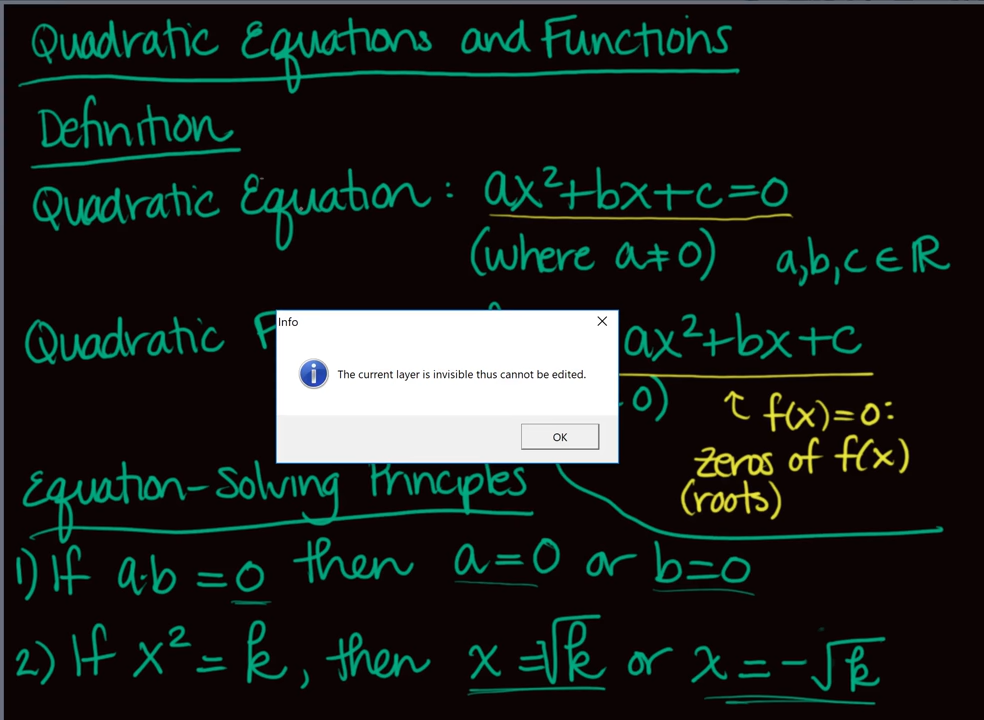 Quadratic Equations and Functions
Definition
Quadratic Equation: ax²+bx+c=0
(where a≠0) a,b,c ∈ ℝ
Quadratic ax²+bx+c
0)
↑ f(x)=0:
zeros of f(x)
(roots)
Info
The current layer is invisible thus cannot be edited.
OK
Equation-Solving Principles
1) If a·b = 0 then a=0 or b=0
2) If x² = k, then x=√k or x=-√k